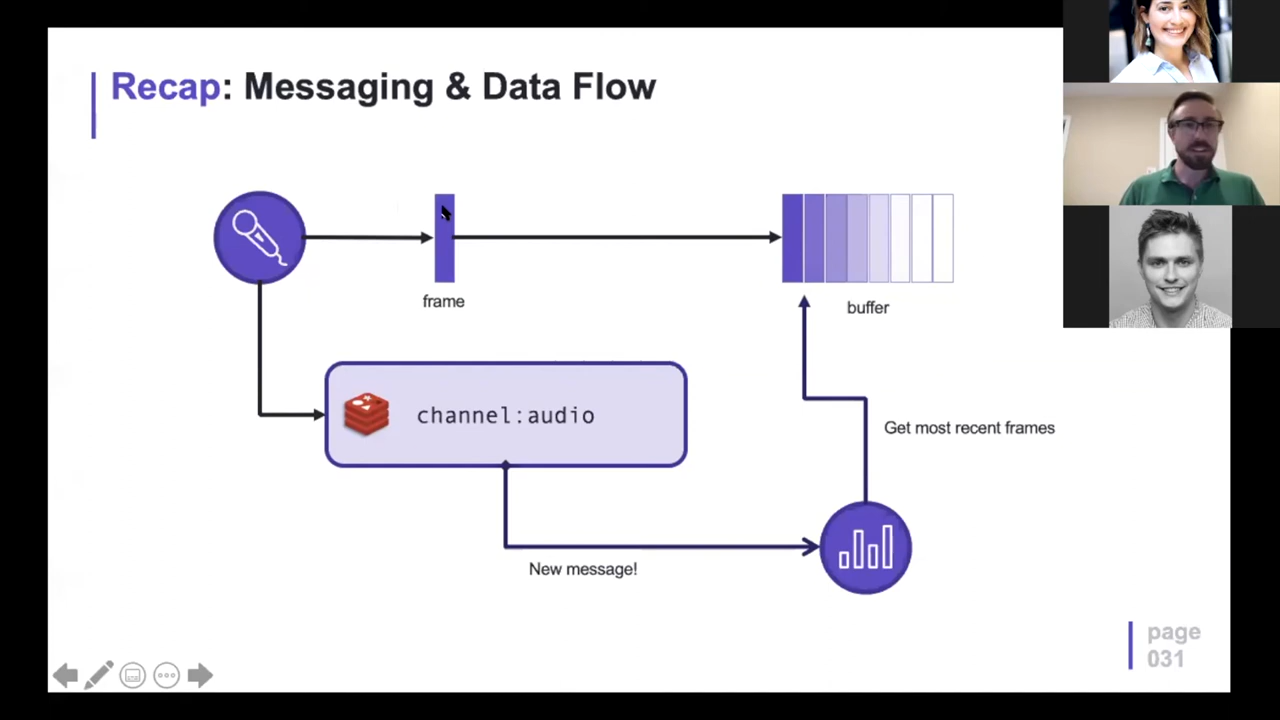 Recap: Messaging & Data Flow
frame
buffer
channel:audio
Get most recent frames
New message!
page
031